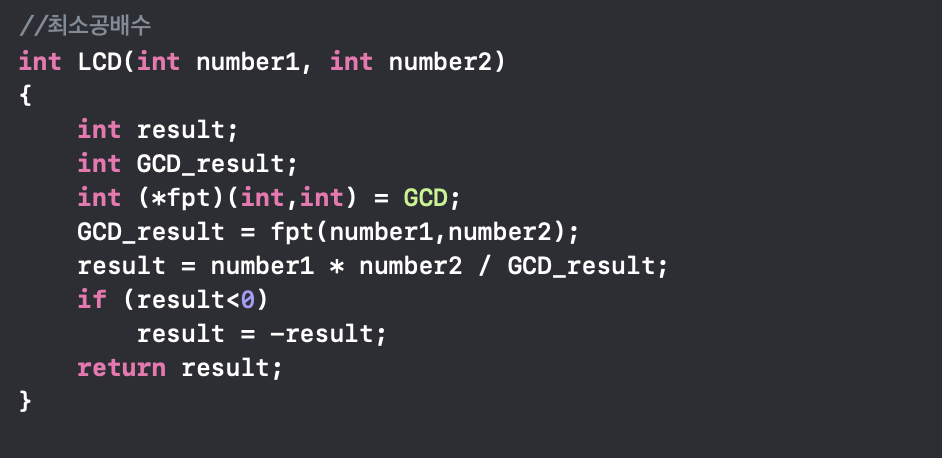 //최소공배수
int LCD(int number1, int number2)
{
    int result;
    int GCD_result;
    int (*fpt)(int,int) = GCD;
    GCD_result = fpt(number1,number2);
    result = number1 * number2 / GCD_result;
    if (result<0)
        result = -result;
    return result;
}